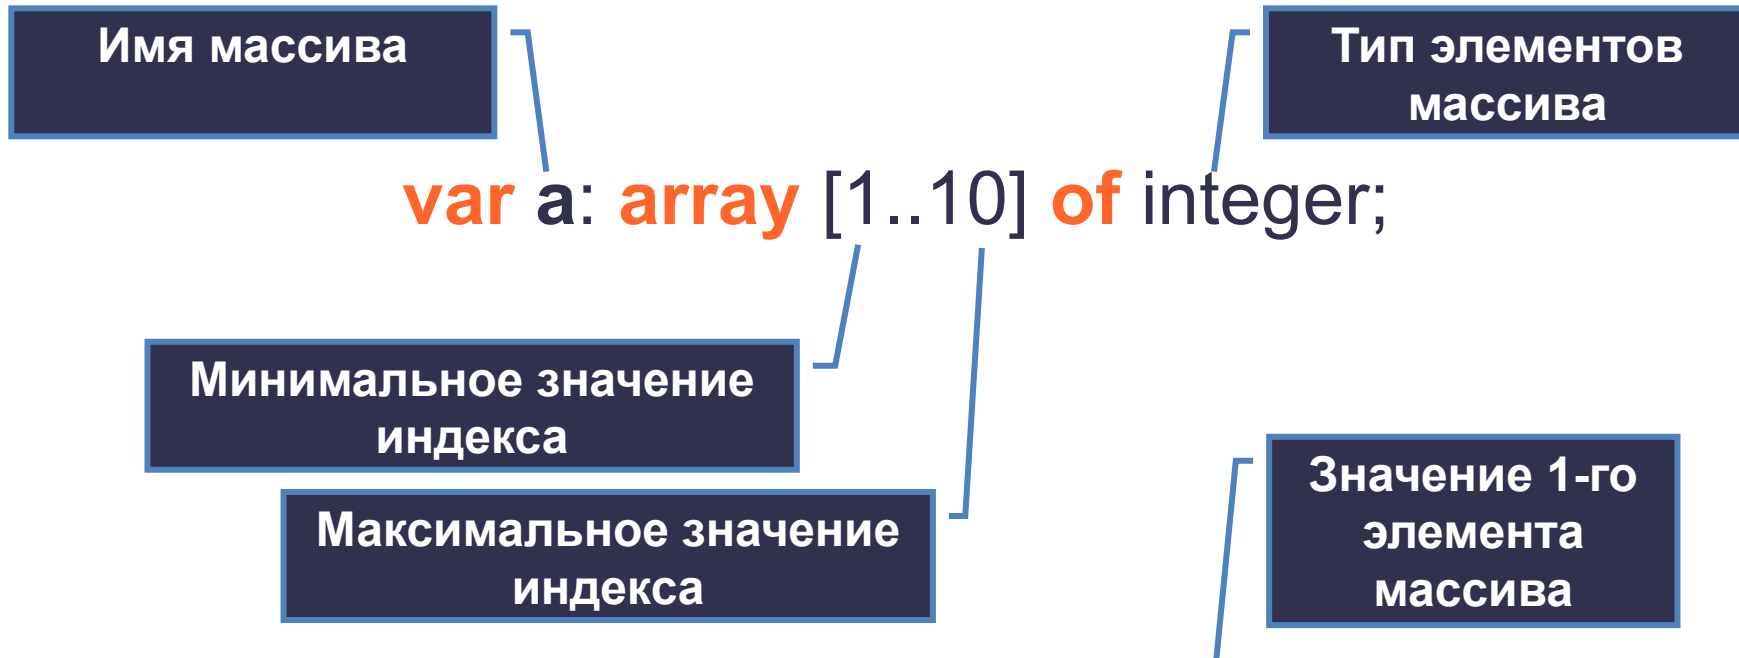 Имя массива
Тип элементов
массива
var a: array [1..10] of integer;
Минимальное значение
индекса
Максимальное значение
индекса
Значение 1-го
элемента
массива